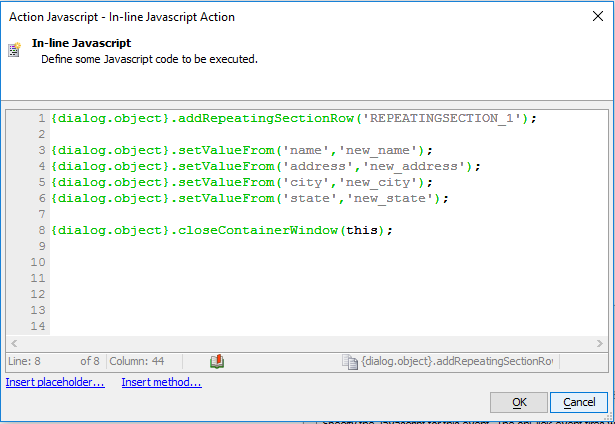 Action Javascript - In-line Javascript Action
In-line Javascript
Define some Javascript code to be executed.
1 {dialog.object}.addRepeatingSectionRow('REPEATINGSECTION_1');
2
3 {dialog.object}.setValueFrom('name','new_name');
4 {dialog.object}.setValueFrom('address','new_address');
5 {dialog.object}.setValueFrom('city','new_city');
6 {dialog.object}.setValueFrom('state','new_state');
7
8 {dialog.object}.closeContainerWindow(this);
9
10
11
12
13
14
Line: 8 of 8 Column: 44 {dialog.object}.addRepeatingSectionRo
Insert placeholder... Insert method...
OK Cancel